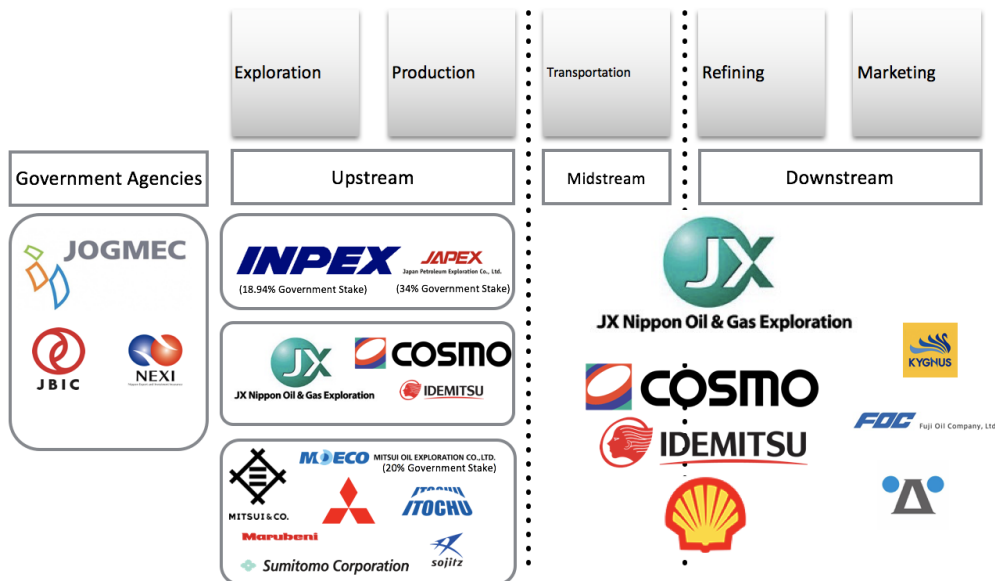 Exploration
Production
Transportation
Refining
Marketing
Government Agencies
Upstream
Midstream
Downstream
JOGMEC
JBIC
NEXI
INPEX
(18.94% Government Stake)
JAPEX
Japan Petroleum Exploration Co., Ltd.
(34% Government Stake)
JX
JX Nippon Oil & Gas Exploration
COSMO
IDEMITSU
MITSUI & CO.
MOECO MITSUI OIL EXPLORATION CO.,LTD.
(20% Government Stake)
ITOCHU
Marubeni
sojitz
Sumitomo Corporation
JX
JX Nippon Oil & Gas Exploration
COSMO
IDEMITSU
KYGNUS
FOC Fuji Oil Company, Ltd